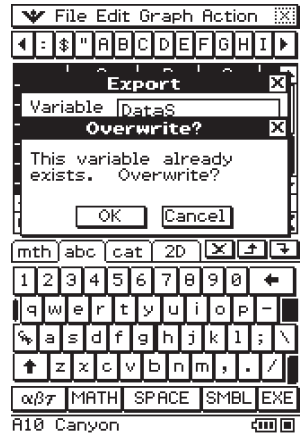 File Edit Graph Action
: $ " A B C D E F G H I
Export
Variable DataS
Overwrite?
This variable already
exists. Overwrite?
OK Cancel
mth abc cat 2D
1 2 3 4 5 6 7 8 9 0
q w e r t y u i o p -
a s d f g h j k l ; \
z x c v b n m , . /
αβγ MATH SPACE SMBL EXE
A10 Canyon